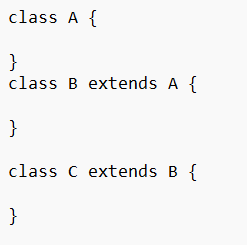 class A {
}
class B extends A {
}
class C extends B {
}